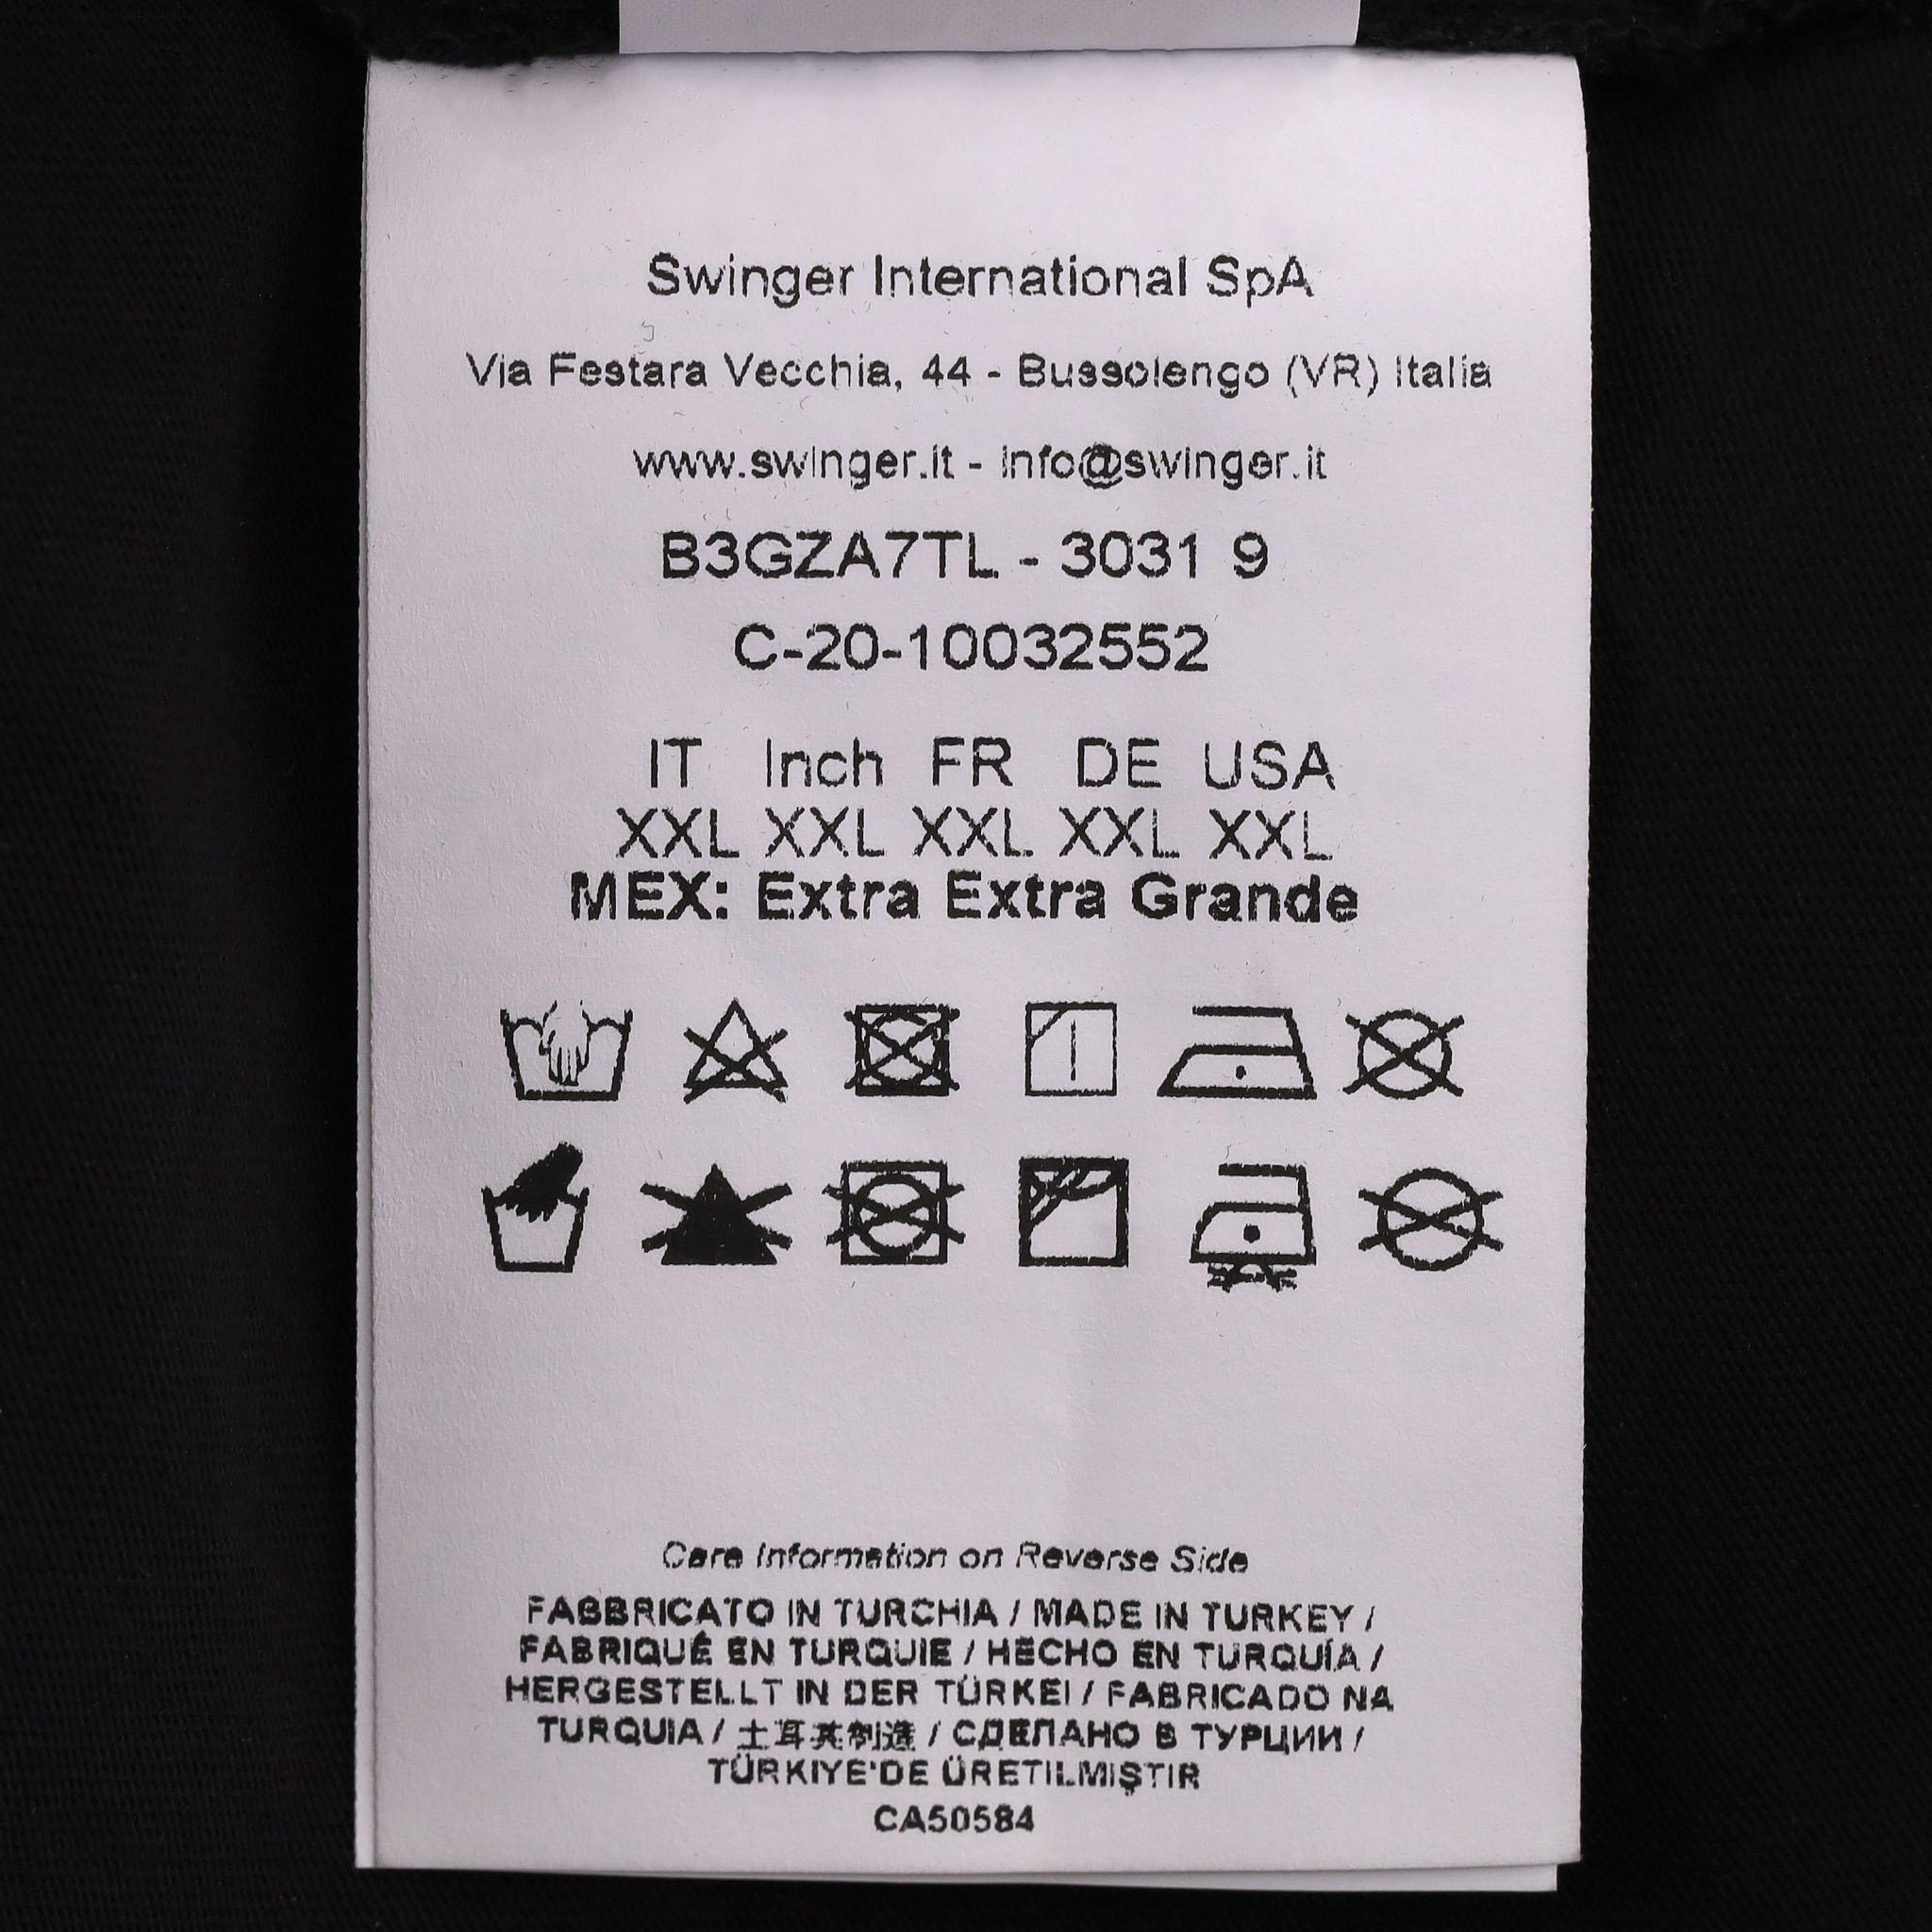 Swinger International SpA
Via Festara Vecchia, 44 - Bussolengo (VR) Italia
www.swinger.it - info@swinger.it
B3GZA7TL - 3031 9
C-20-10032552
IT Inch FR DE USA
XXL XXL XXL XXL XXL
MEX: Extra Extra Grande
Care Information on Reverse Side
FABBRICATO IN TURCHIA / MADE IN TURKEY /
FABRIQUÉ EN TURQUIE / HECHO EN TURQUÍA /
HERGESTELLT IN DER TÜRKEI / FABRICADO NA
TURQUIA / 土耳其制造 / СДЕЛАНО В ТУРЦИИ /
TÜRKIYE'DE ÜRETILMIŞTIR
CA50584